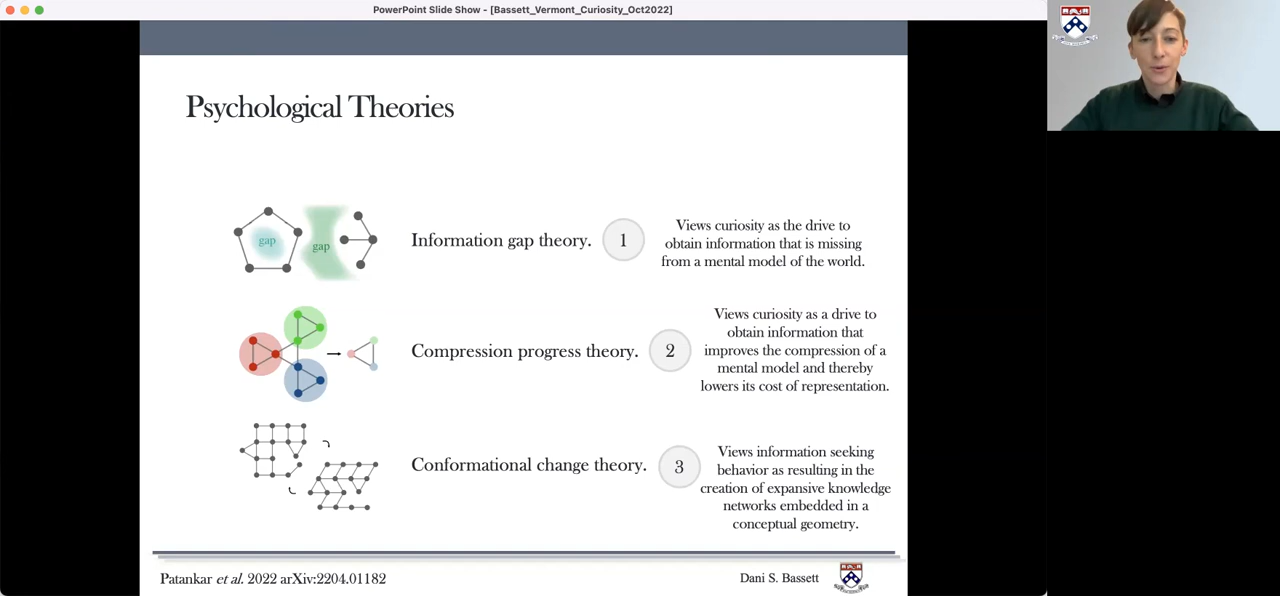 PowerPoint Slide Show - [Bassett_Vermont_Curiosity_Oct2022]
Psychological Theories
gap
gap
Information gap theory.
1
Views curiosity as the drive to
obtain information that is missing
from a mental model of the world.
Compression progress theory.
2
Views curiosity as a drive to
obtain information that
improves the compression of a
mental model and thereby
lowers its cost of representation.
Conformational change theory.
3
Views information seeking
behavior as resulting in the
creation of expansive knowledge
networks embedded in a
conceptual geometry.
Patankar et al. 2022 arXiv:2204.01182
Dani S. Bassett